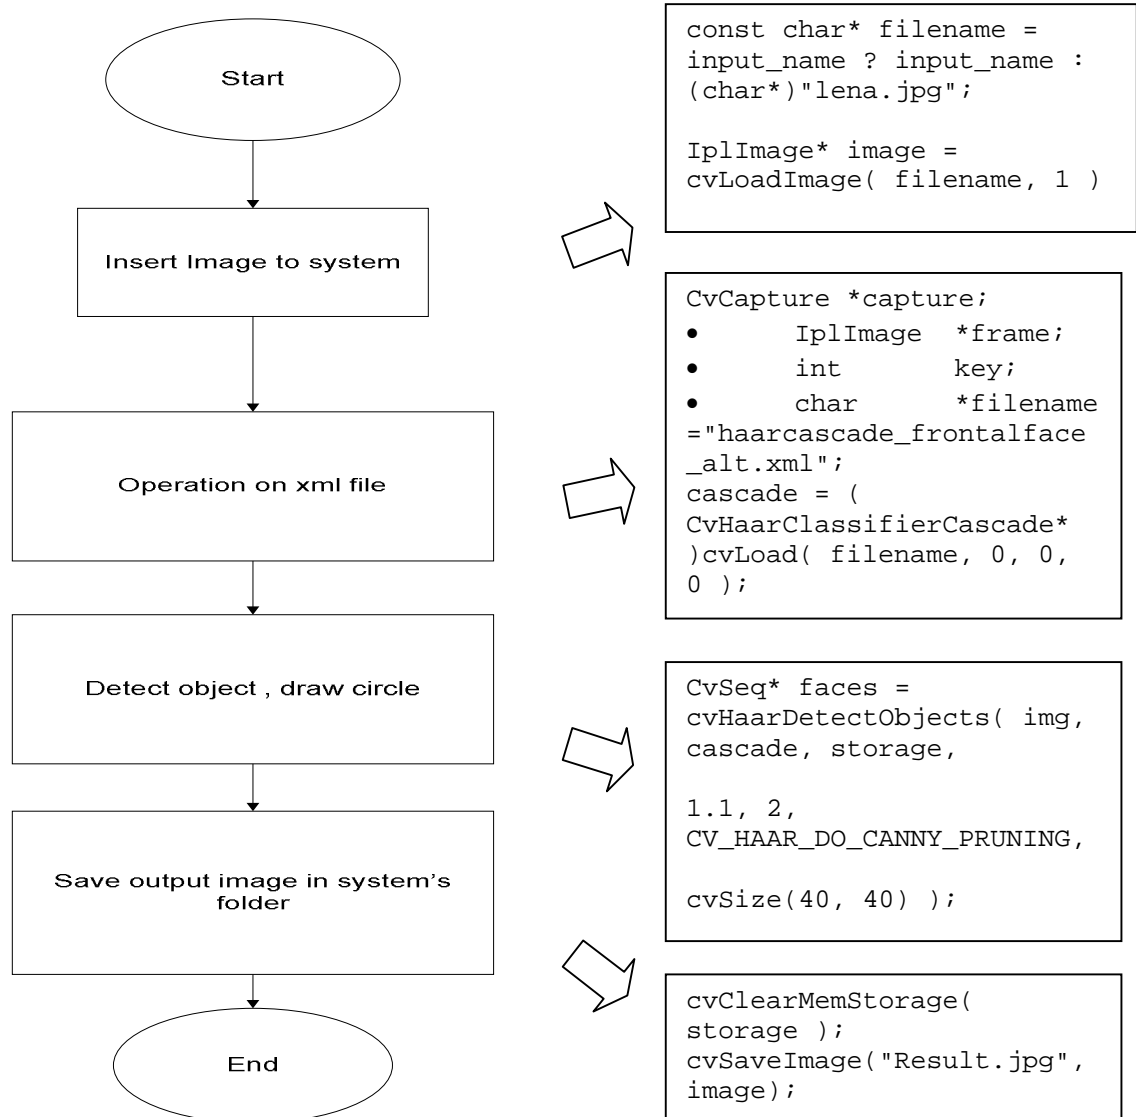 Start
Insert Image to system
Operation on xml file
Detect object , draw circle
Save output image in system's
folder
End
const char* filename =
input_name ? input_name :
(char*)"lena.jpg";
IplImage* image =
cvLoadImage( filename, 1 )
CvCapture *capture;
• IplImage *frame;
• int key;
• char *filename
="haarcascade_frontalface
_alt.xml";
cascade = (
CvHaarClassifierCascade*
)cvLoad( filename, 0, 0,
0 );
CvSeq* faces =
cvHaarDetectObjects( img,
cascade, storage,
1.1, 2,
CV_HAAR_DO_CANNY_PRUNING,
cvSize(40, 40) );
cvClearMemStorage(
storage );
cvSaveImage("Result.jpg",
image);